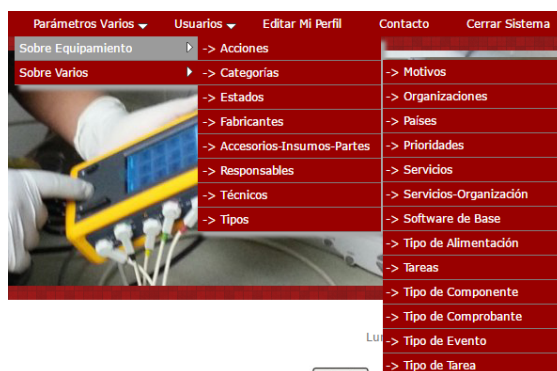 Parámetros Varios Usuarios Editar Mi Perfil Contacto Cerrar Sistema
Sobre Equipamiento
Sobre Varios
-> Acciones
-> Categorías
-> Estados
-> Fabricantes
-> Accesorios-Insumos-Partes
-> Responsables
-> Técnicos
-> Tipos
-> Motivos
-> Organizaciones
-> Países
-> Prioridades
-> Servicios
-> Servicios-Organización
-> Software de Base
-> Tipo de Alimentación
-> Tareas
-> Tipo de Componente
-> Tipo de Comprobante
-> Tipo de Evento
-> Tipo de Tarea